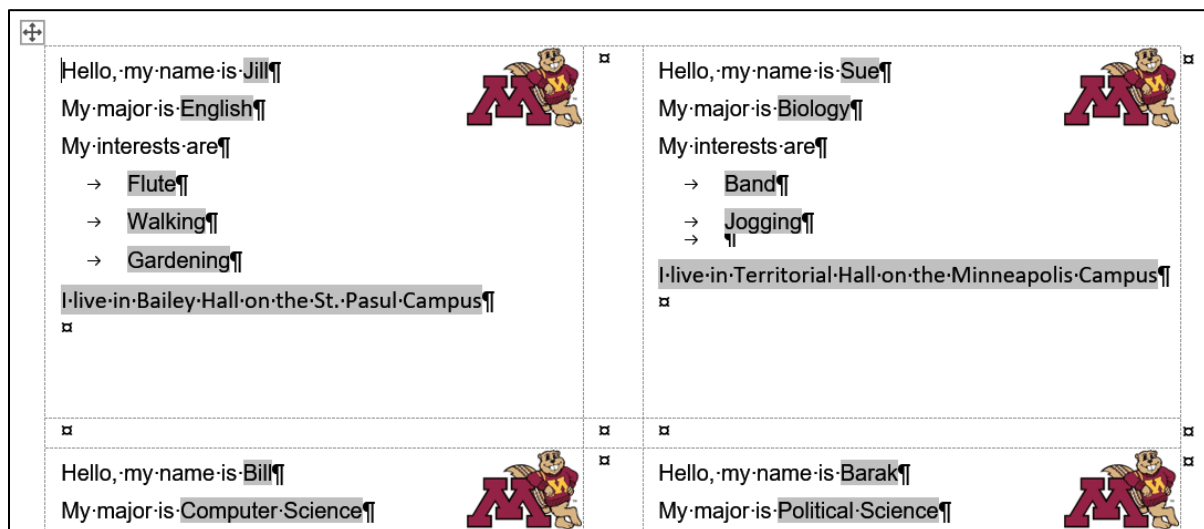 Hello, my name is Jill¶
My major is English¶
My interests are¶
→ Flute¶
→ Walking¶
→ Gardening¶
I live in Bailey Hall on the St. Pasul Campus¶
¤
¤
Hello, my name is Sue¶
My major is Biology¶
My interests are¶
→ Band¶
→ Jogging¶
→ ¶
I live in Territorial Hall on the Minneapolis Campus¶
¤
¤
¤ ¤ ¤ ¤
Hello, my name is Bill¶
My major is Computer Science¶
¤
Hello, my name is Barak¶
My major is Political Science¶
¤
M
M
M
M